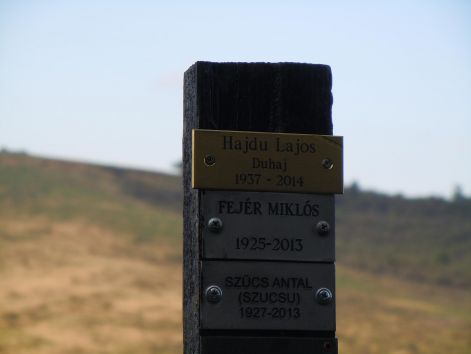 Hajdu Lajos
Duhaj
1937 - 2014
FEJÉR MIKLÓS
1925-2013
SZŰCS ANTAL
(SZUCSU)
1927-2013